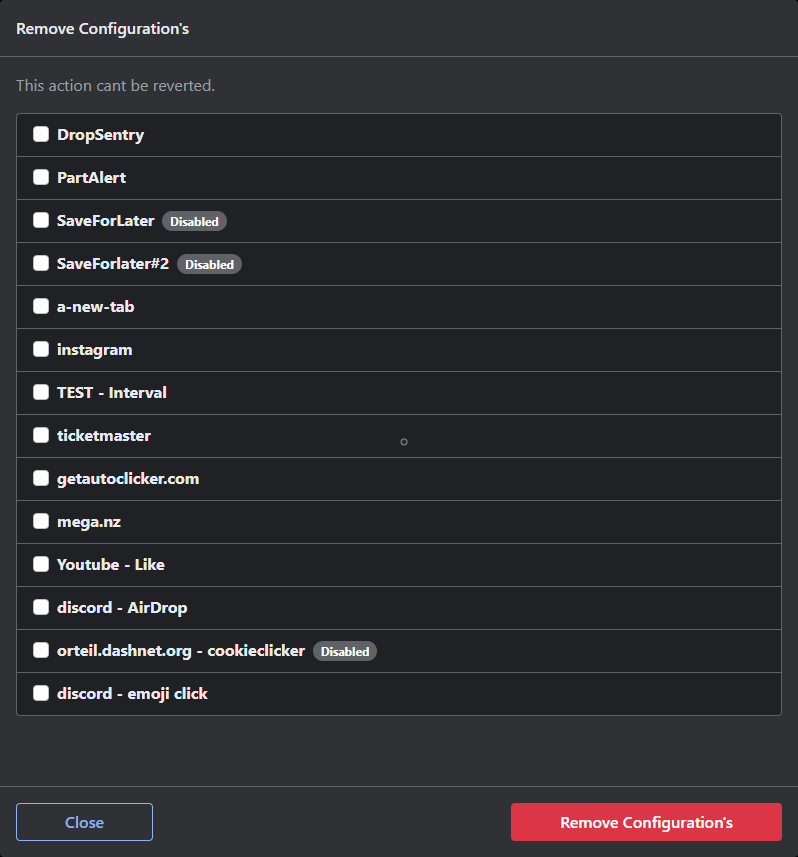 Remove Configuration's
This action cant be reverted.
DropSentry
PartAlert
SaveForLater Disabled
SaveForlater#2 Disabled
a-new-tab
instagram
TEST - Interval
ticketmaster
getautoclicker.com
mega.nz
Youtube - Like
discord - AirDrop
orteil.dashnet.org - cookieclicker Disabled
discord - emoji click
Close Remove Configuration's